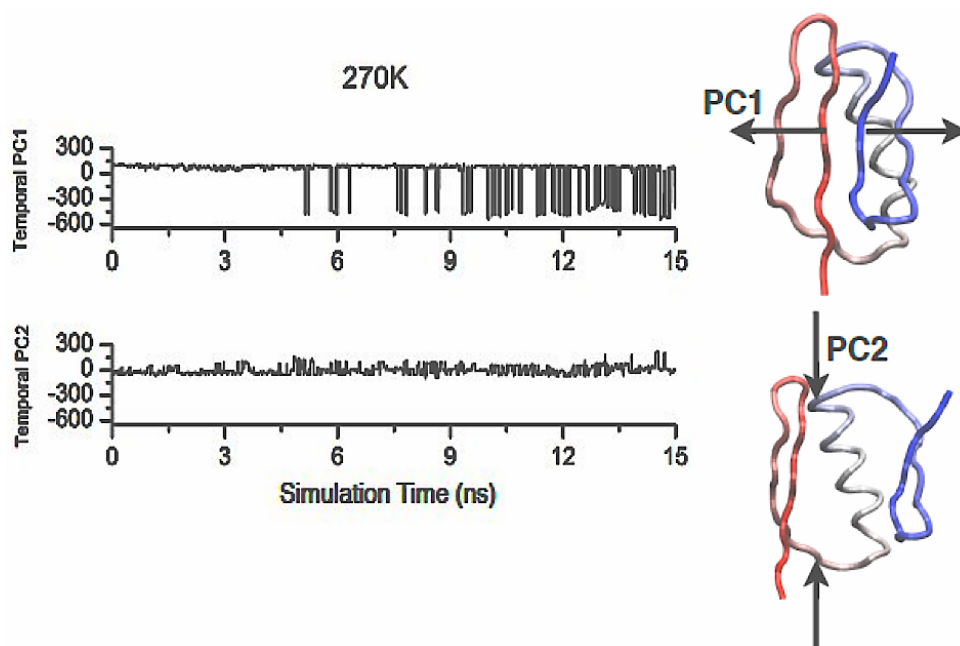 270K
PC1
Temporal PC1
300
0
-300
-600
0 3 6 9 12 15
Temporal PC2
300
0
-300
-600
0 3 6 9 12 15
Simulation Time (ns)
PC2